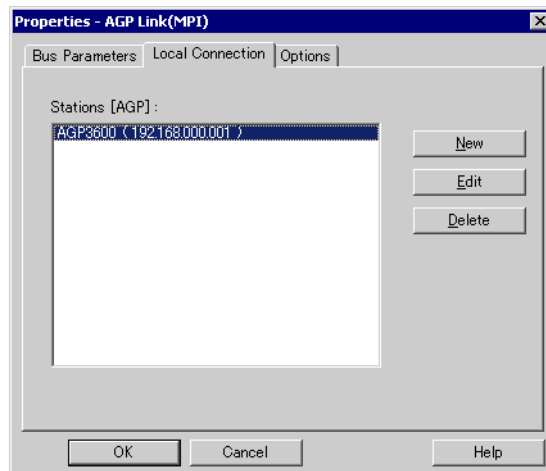 Properties - AGP Link(MPI)
Bus Parameters Local Connection Options
Stations [AGP] :
AGP3600 ( 192.168.000.001 )
New
Edit
Delete
OK Cancel Help